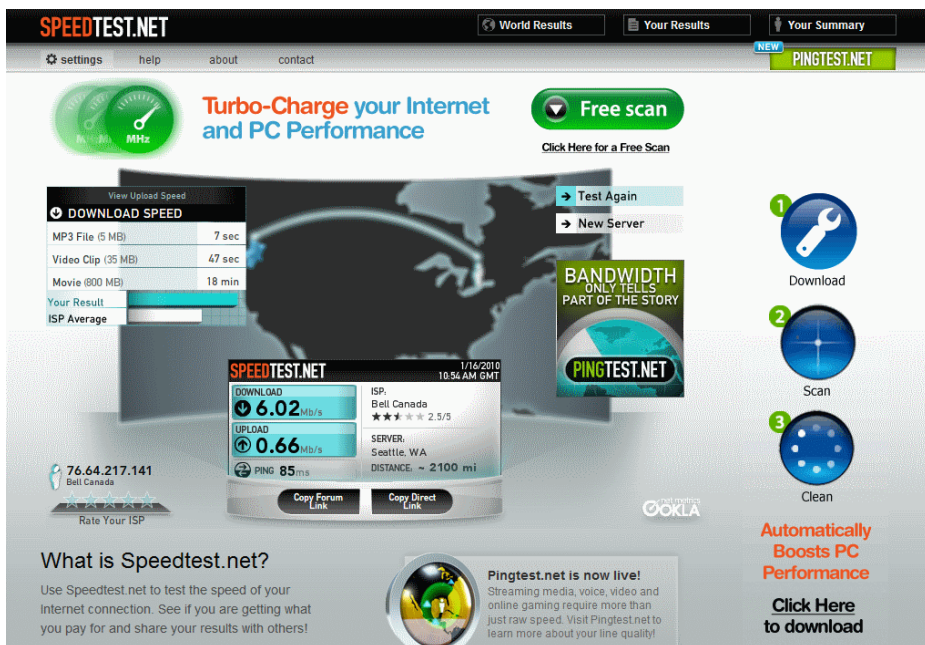 SPEEDTEST.NET
World Results
Your Results
Your Summary
settings
help
about
contact
NEW
PINGTEST.NET
MHz
Turbo-Charge your Internet
and PC Performance
Free scan
Click Here for a Free Scan
View Upload Speed
DOWNLOAD SPEED
MP3 File (5 MB) 7 sec
Video Clip (35 MB) 47 sec
Movie (800 MB) 18 min
Your Result
ISP Average
Test Again
New Server
BANDWIDTH
ONLY TELLS
PART OF THE STORY
PINGTEST.NET
1
Download
2
Scan
3
Clean
Automatically
Boosts PC
Performance
Click Here
to download
SPEEDTEST.NET
1/16/2010
10:54 AM GMT
DOWNLOAD
6.02Mb/s
UPLOAD
0.66Mb/s
PING 85ms
ISP:
Bell Canada
2.5/5
SERVER:
Seattle, WA
DISTANCE: ~ 2100 mi
Copy Forum
Link
Copy Direct
Link
76.64.217.141
Bell Canada
Rate Your ISP
net metrics
OOKLA
What is Speedtest.net?
Use Speedtest.net to test the speed of your
Internet connection. See if you are getting what
you pay for and share your results with others!
Pingtest.net is now live!
Streaming media, voice, video and
online gaming require more than
just raw speed. Visit Pingtest.net to
learn more about your line quality!